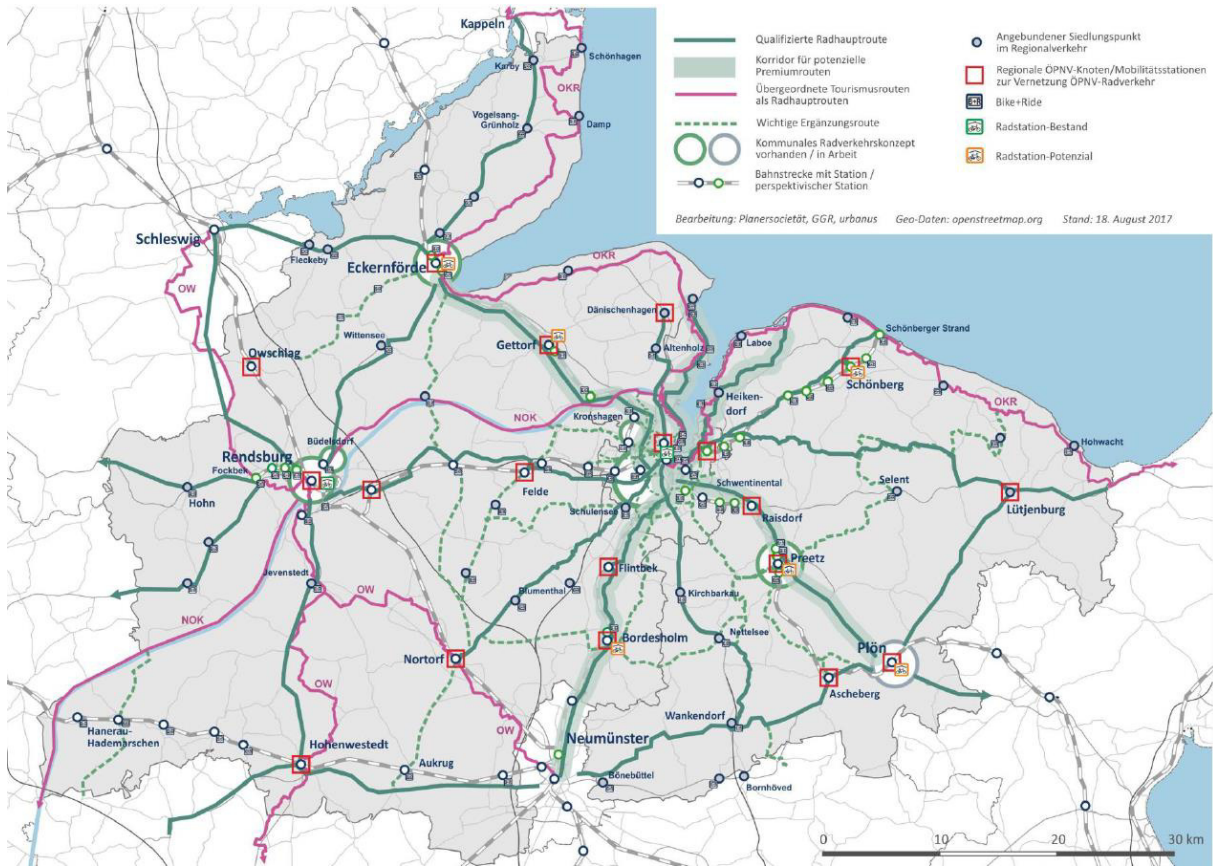 Qualifizierte Radhauptroute
Korridor für potenzielle
Premiumrouten
Übergeordnete Tourismusrouten
als Radhauptrouten
Wichtige Ergänzungsroute
Kommunales Radverkehrskonzept
vorhanden / in Arbeit
Bahnstrecke mit Station /
perspektivischer Station
Angebundener Siedlungspunkt
im Regionalverkehr
Regionale ÖPNV-Knoten/Mobilitätsstationen
zur Vernetzung ÖPNV-Radverkehr
Bike+Ride
Radstation-Bestand
Radstation-Potenzial
Bearbeitung: Planersocietät, GGR, urbanus Geo-Daten: openstreetmap.org Stand: 18. August 2017
Kappeln
Schönhagen
Karby
OKR
Vogelsang-
Grünholz
Damp
Schleswig
Fleckeby
Eckernförde
OW
OKR
Dänischenhagen
Schönberger Strand
Wittensee
Gettorf
Altenholz
Laboe
Owschlag
Schönberg
Heiken-
dorf
NOK
Kronshagen
OKR
Büdelsdorf
Hohwacht
Rendsburg
Fockbek
Felde
Schwentinental
Selent
Hohn
Schulensee
Raisdorf
Lütjenburg
Preetz
Flintbek
Jevenstedt
Blumenthal
Kirchbarkau
OW
NOK
Bordesholm
Nettelsee
Nortorf
Plön
OW
Ascheberg
Hanerau-
Hademarschen
Wankendorf
OW
Neumünster
Hohenwestedt
Aukrug
Bönebüttel
Bornhöved
0 10 20 30 km